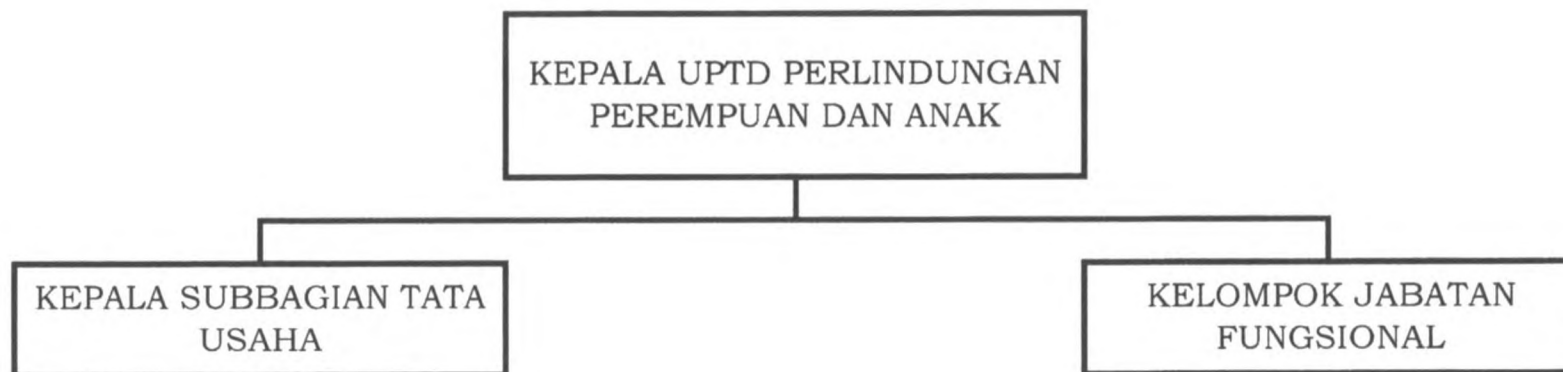 KEPALA UPTD PERLINDUNGAN
PEREMPUAN DAN ANAK
KEPALA SUBBAGIAN TATA
USAHA
KELOMPOK JABATAN
FUNGSIONAL